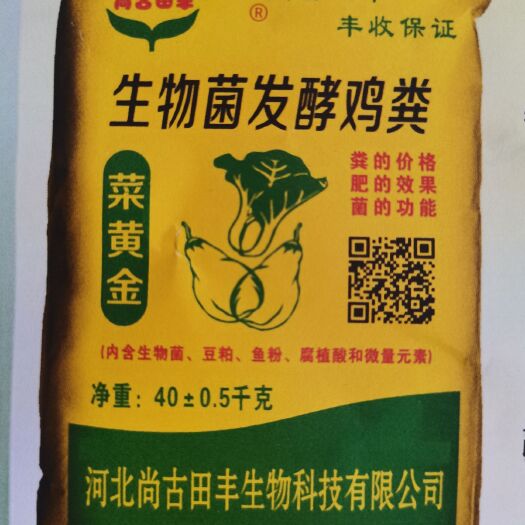 尚古田丰
®
丰收保证
生物菌发酵鸡粪
菜黄金
粪的价格
肥的效果
菌的功能
(内含生物菌、豆粕、鱼粉、腐植酸和微量元素)
净重：40±0.5千克
河北尚古田丰生物科技有限公司